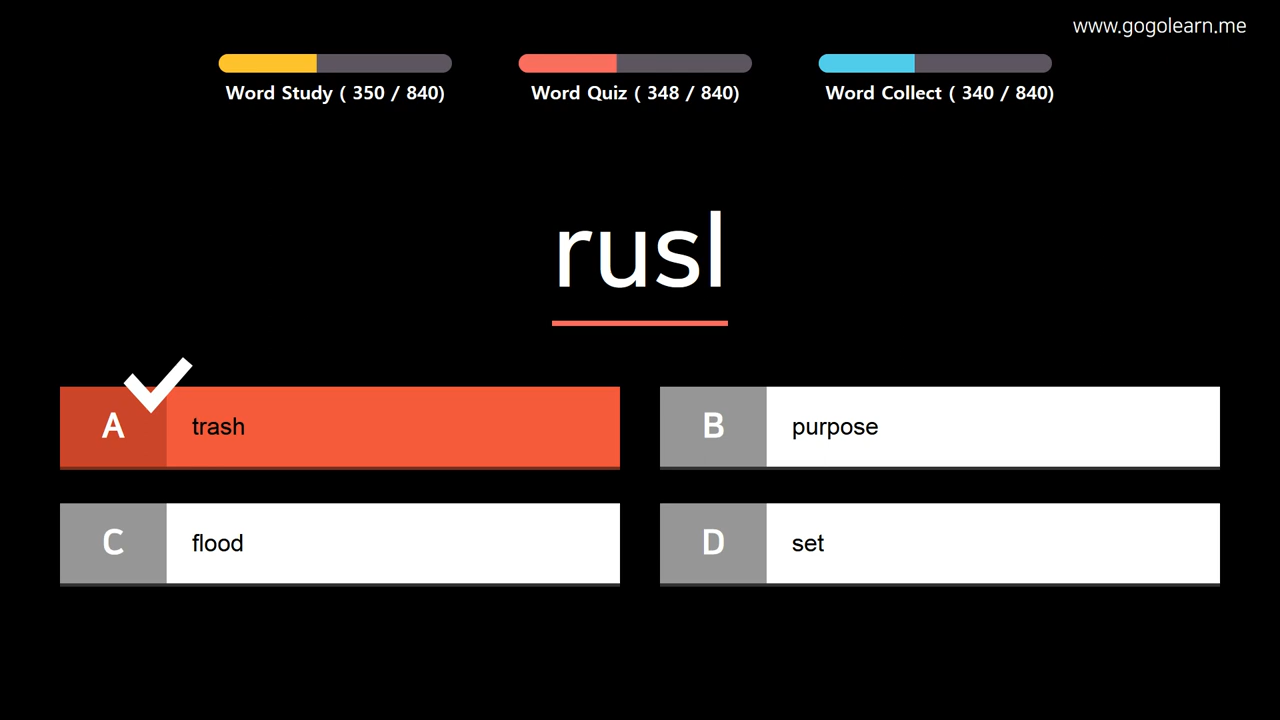 www.gogolearn.me
Word Study ( 350 / 840)
Word Quiz ( 348 / 840)
Word Collect ( 340 / 840)
rusl
A trash
B purpose
C flood
D set